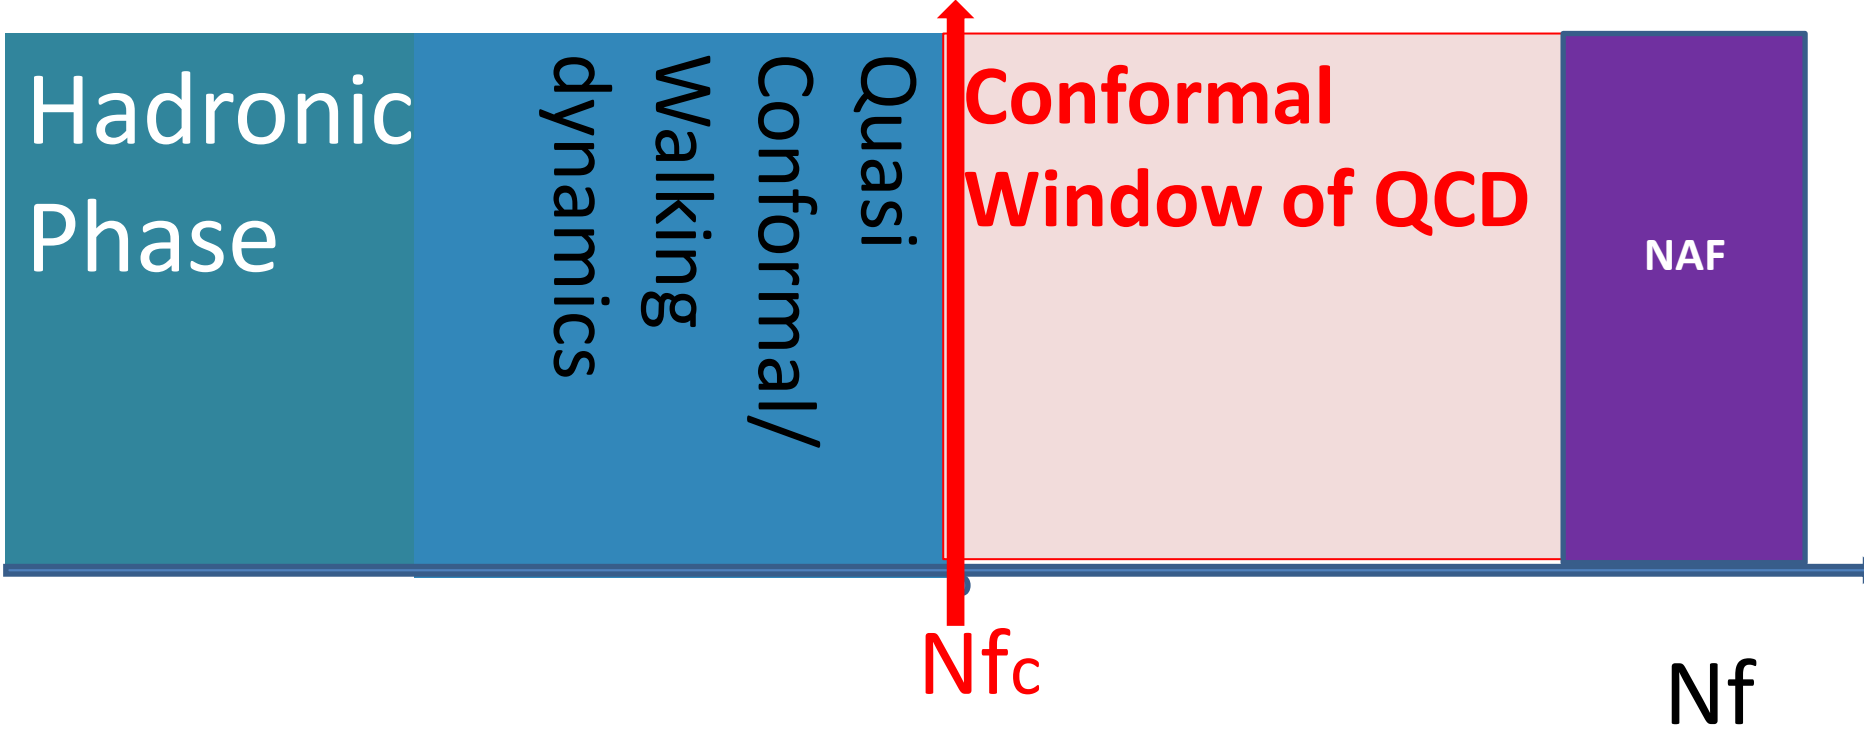 Hadronic
Phase
Quasi
Conformal/
Walking
dynamics
Conformal
Window of QCD
NAF
Nfc
Nf